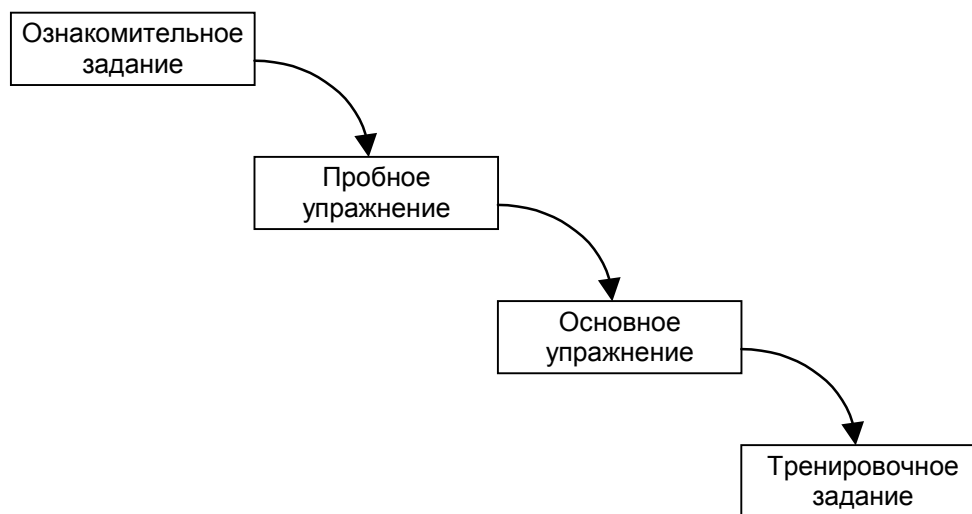 Ознакомительное
задание
Пробное
упражнение
Основное
упражнение
Тренировочное
задание